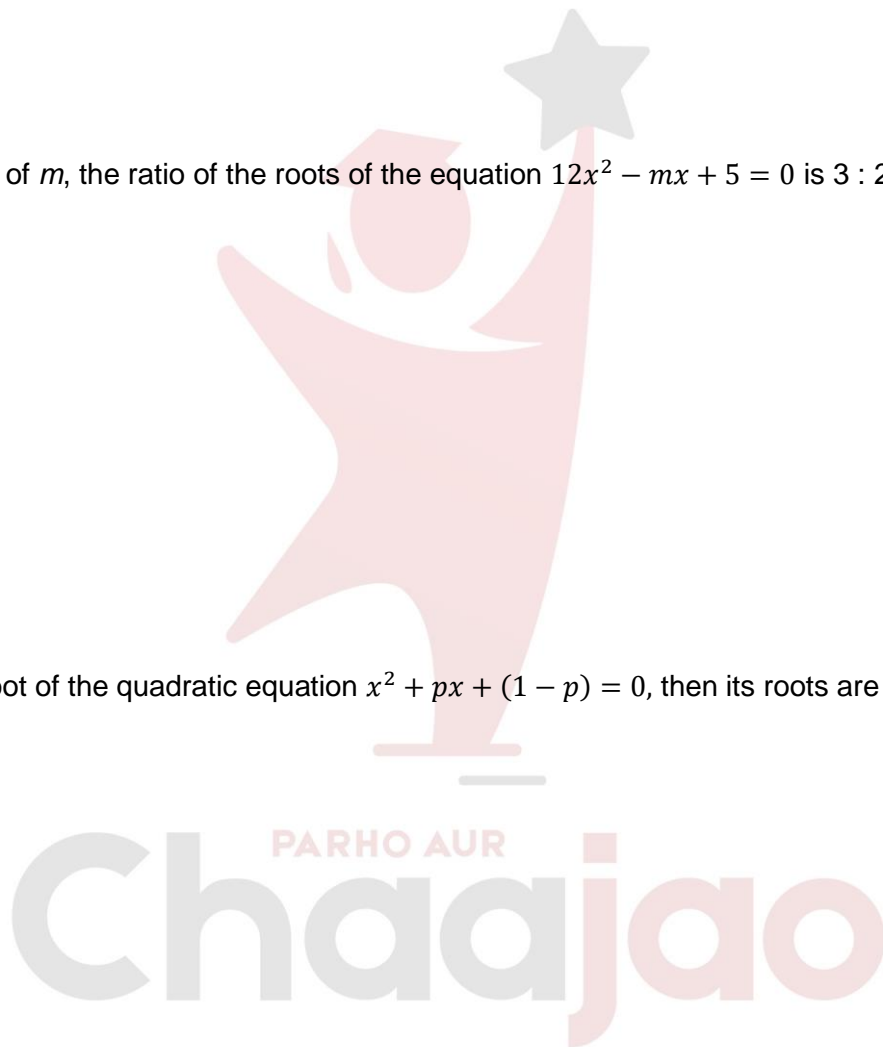 of m, the ratio of the roots of the equation 12x² − mx + 5 = 0 is 3 : 2
of the quadratic equation x² + px + (1 − p) = 0, then its roots are
PARHO AUR
Chaajao